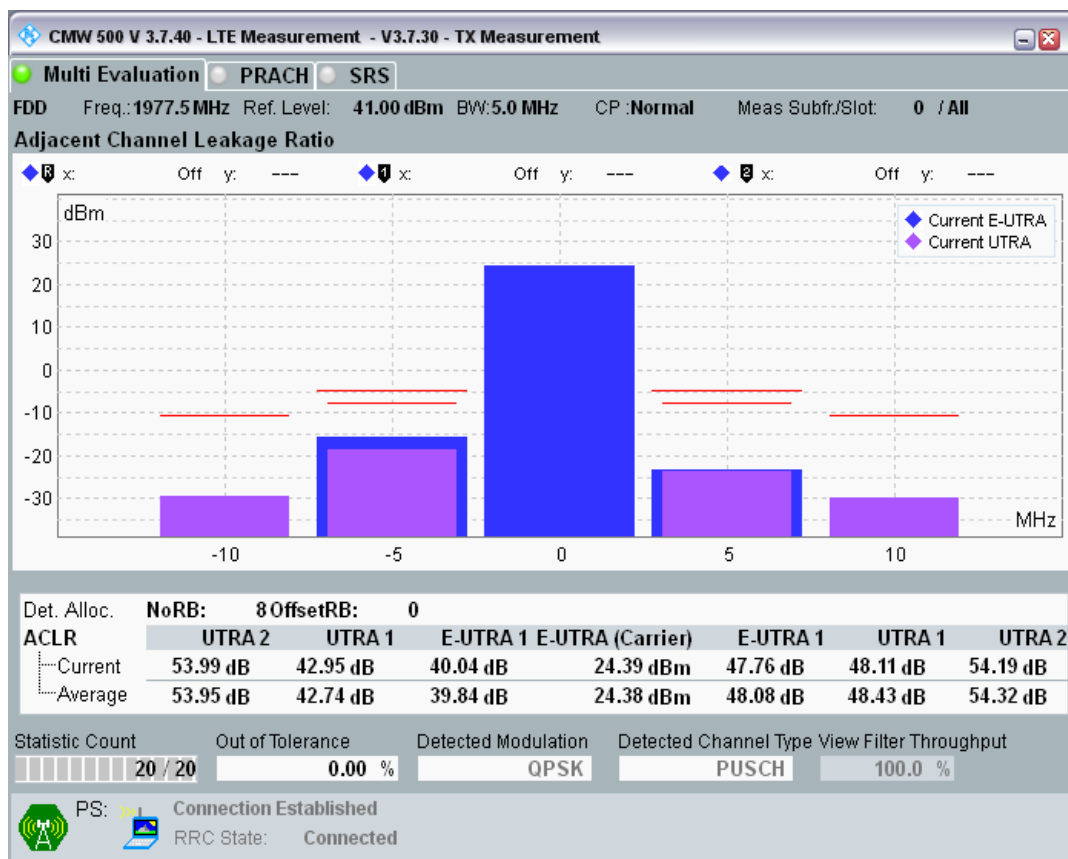 CMW 500 V 3.7.40 - LTE Measurement - V3.7.30 - TX Measurement
Multi Evaluation PRACH SRS
FDD Freq.:1977.5 MHz Ref. Level: 41.00 dBm BW:5.0 MHz CP :Normal Meas Subfr./Slot: 0 / All
Adjacent Channel Leakage Ratio
R x: Off y: --- 1 x: Off y: --- 2 x: Off y: ---
dBm
Current E-UTRA
Current UTRA
30
20
10
0
-10
-20
-30
MHz
-10 -5 0 5 10
Det. Alloc. NoRB: 8 OffsetRB: 0
ACLR UTRA 2 UTRA 1 E-UTRA 1 E-UTRA (Carrier) E-UTRA 1 UTRA 1 UTRA 2
Current 53.99 dB 42.95 dB 40.04 dB 24.39 dBm 47.76 dB 48.11 dB 54.19 dB
Average 53.95 dB 42.74 dB 39.84 dB 24.38 dBm 48.08 dB 48.43 dB 54.32 dB
Statistic Count Out of Tolerance Detected Modulation Detected Channel Type View Filter Throughput
20 / 20 0.00 % QPSK PUSCH 100.0 %
PS: Connection Established
RRC State: Connected